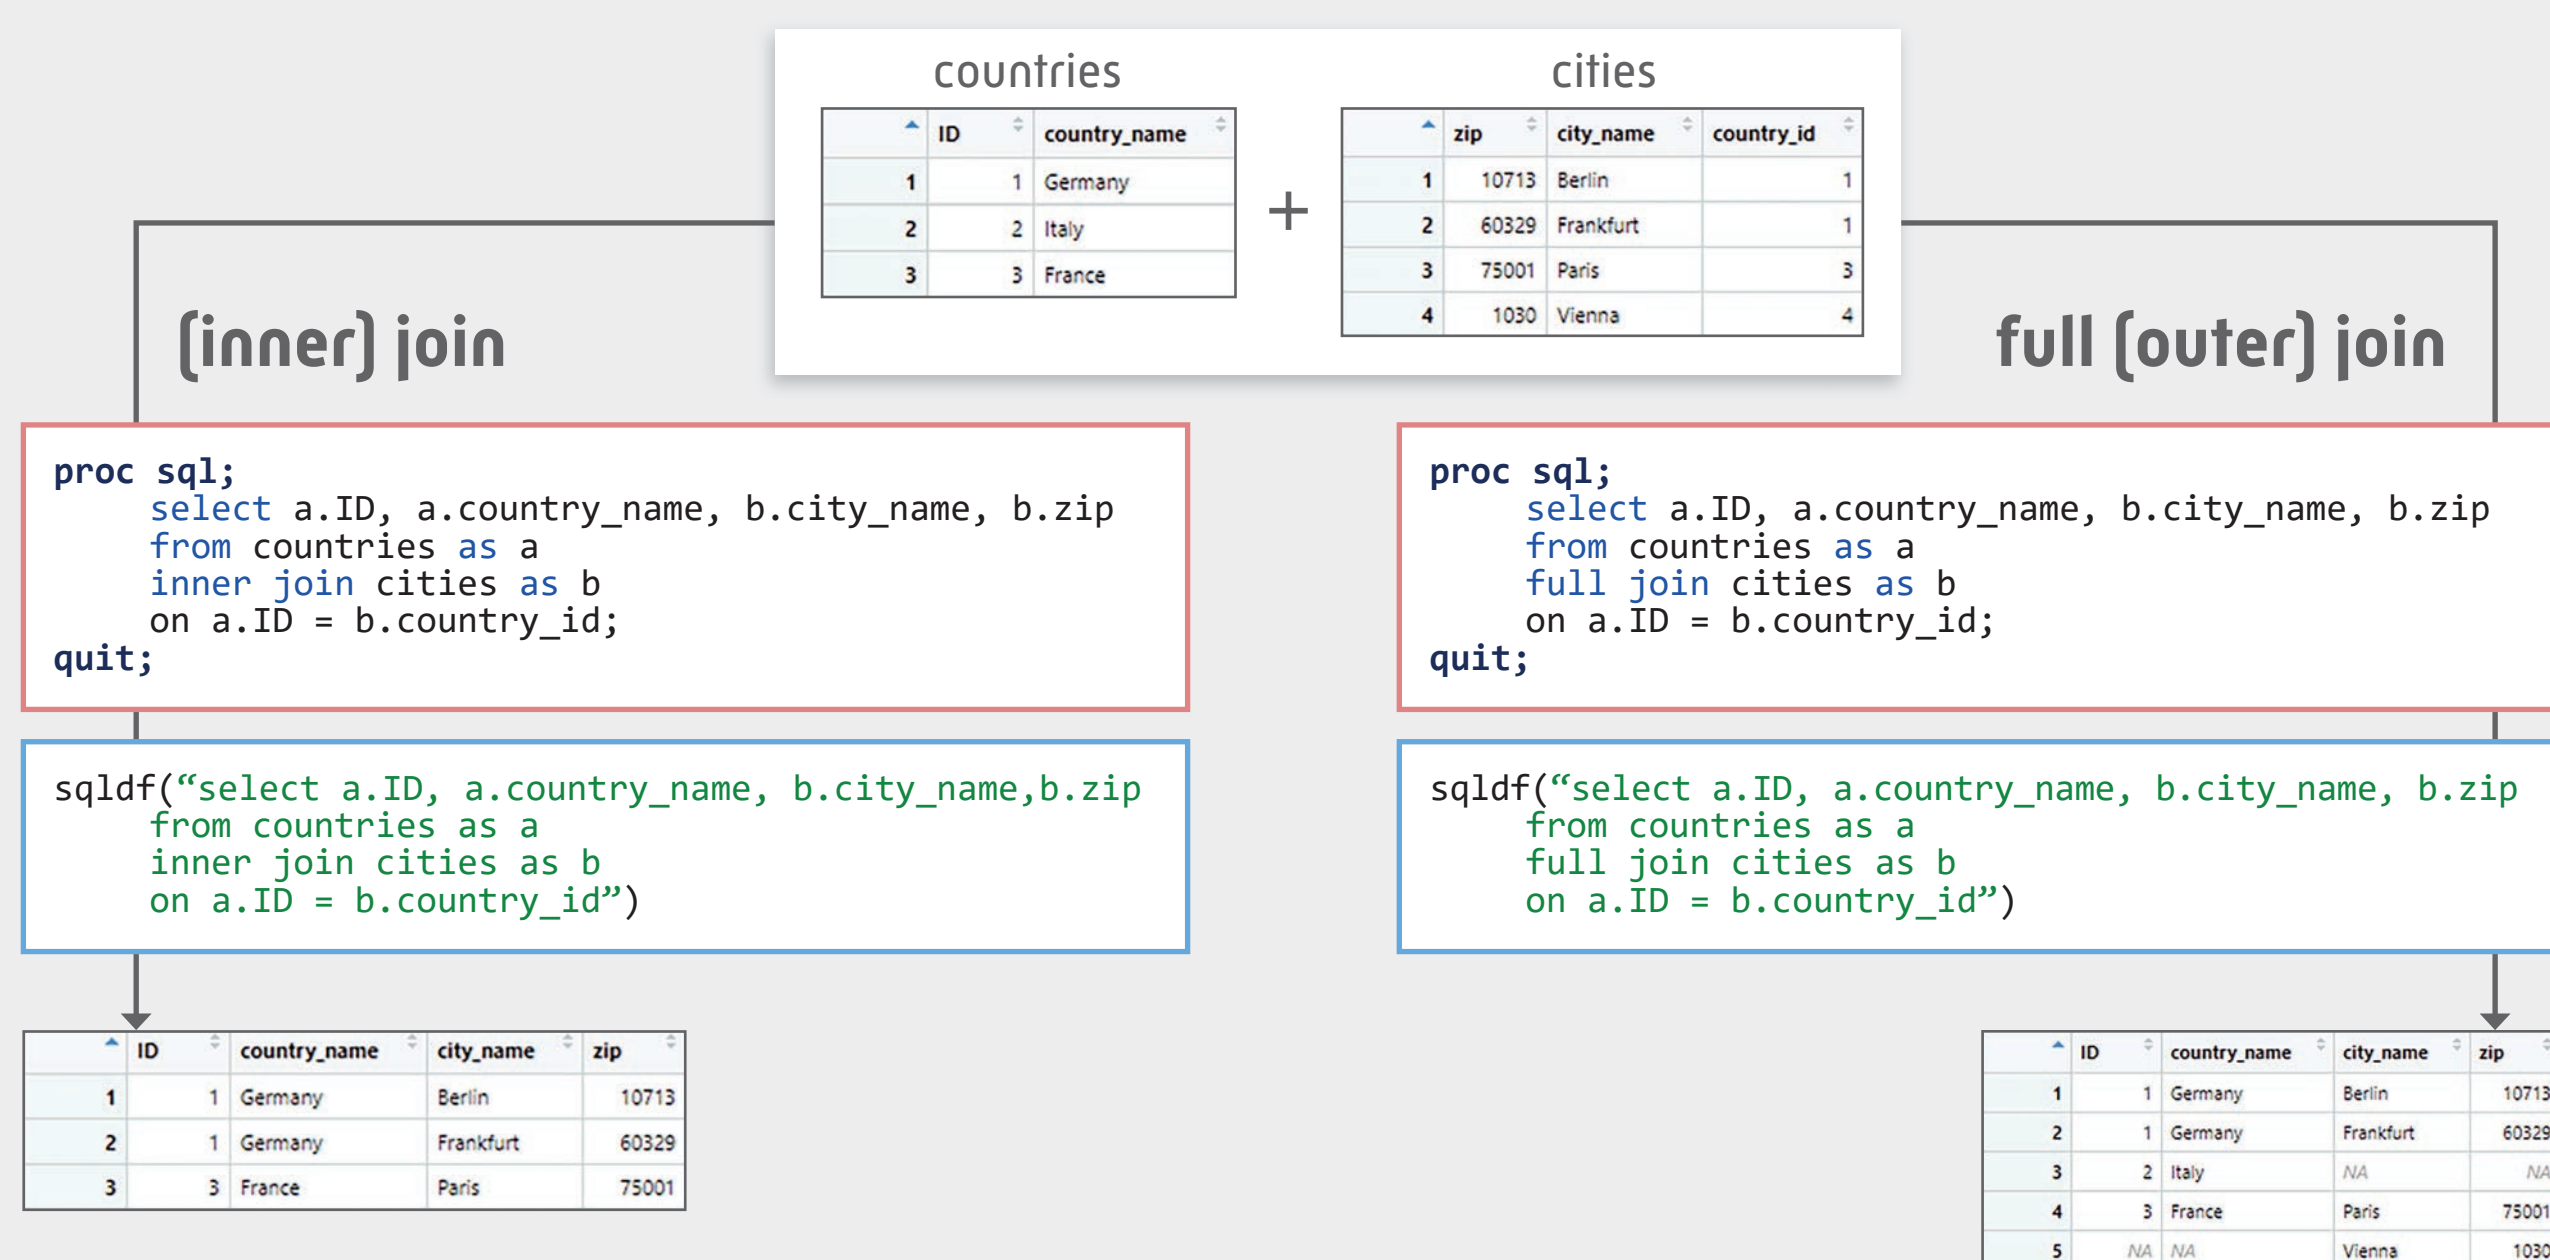 countries
ID country_name
1 1 Germany
2 2 Italy
3 3 France
+
cities
zip city_name country_id
1 10713 Berlin 1
2 60329 Frankfurt 1
3 75001 Paris 3
4 1030 Vienna 4
(inner) join
proc sql;
select a.ID, a.country_name, b.city_name, b.zip
from countries as a
inner join cities as b
on a.ID = b.country_id;
quit;
sqldf(“select a.ID, a.country_name, b.city_name,b.zip
from countries as a
inner join cities as b
on a.ID = b.country_id”)
ID country_name city_name zip
1 1 Germany Berlin 10713
2 1 Germany Frankfurt 60329
3 3 France Paris 75001
full (outer) join
proc sql;
select a.ID, a.country_name, b.city_name, b.zip
from countries as a
full join cities as b
on a.ID = b.country_id;
quit;
sqldf(“select a.ID, a.country_name, b.city_name, b.zip
from countries as a
full join cities as b
on a.ID = b.country_id”)
ID country_name city_name zip
1 1 Germany Berlin 10713
2 1 Germany Frankfurt 60329
3 2 Italy NA NA
4 3 France Paris 75001
5 NA NA Vienna 1030